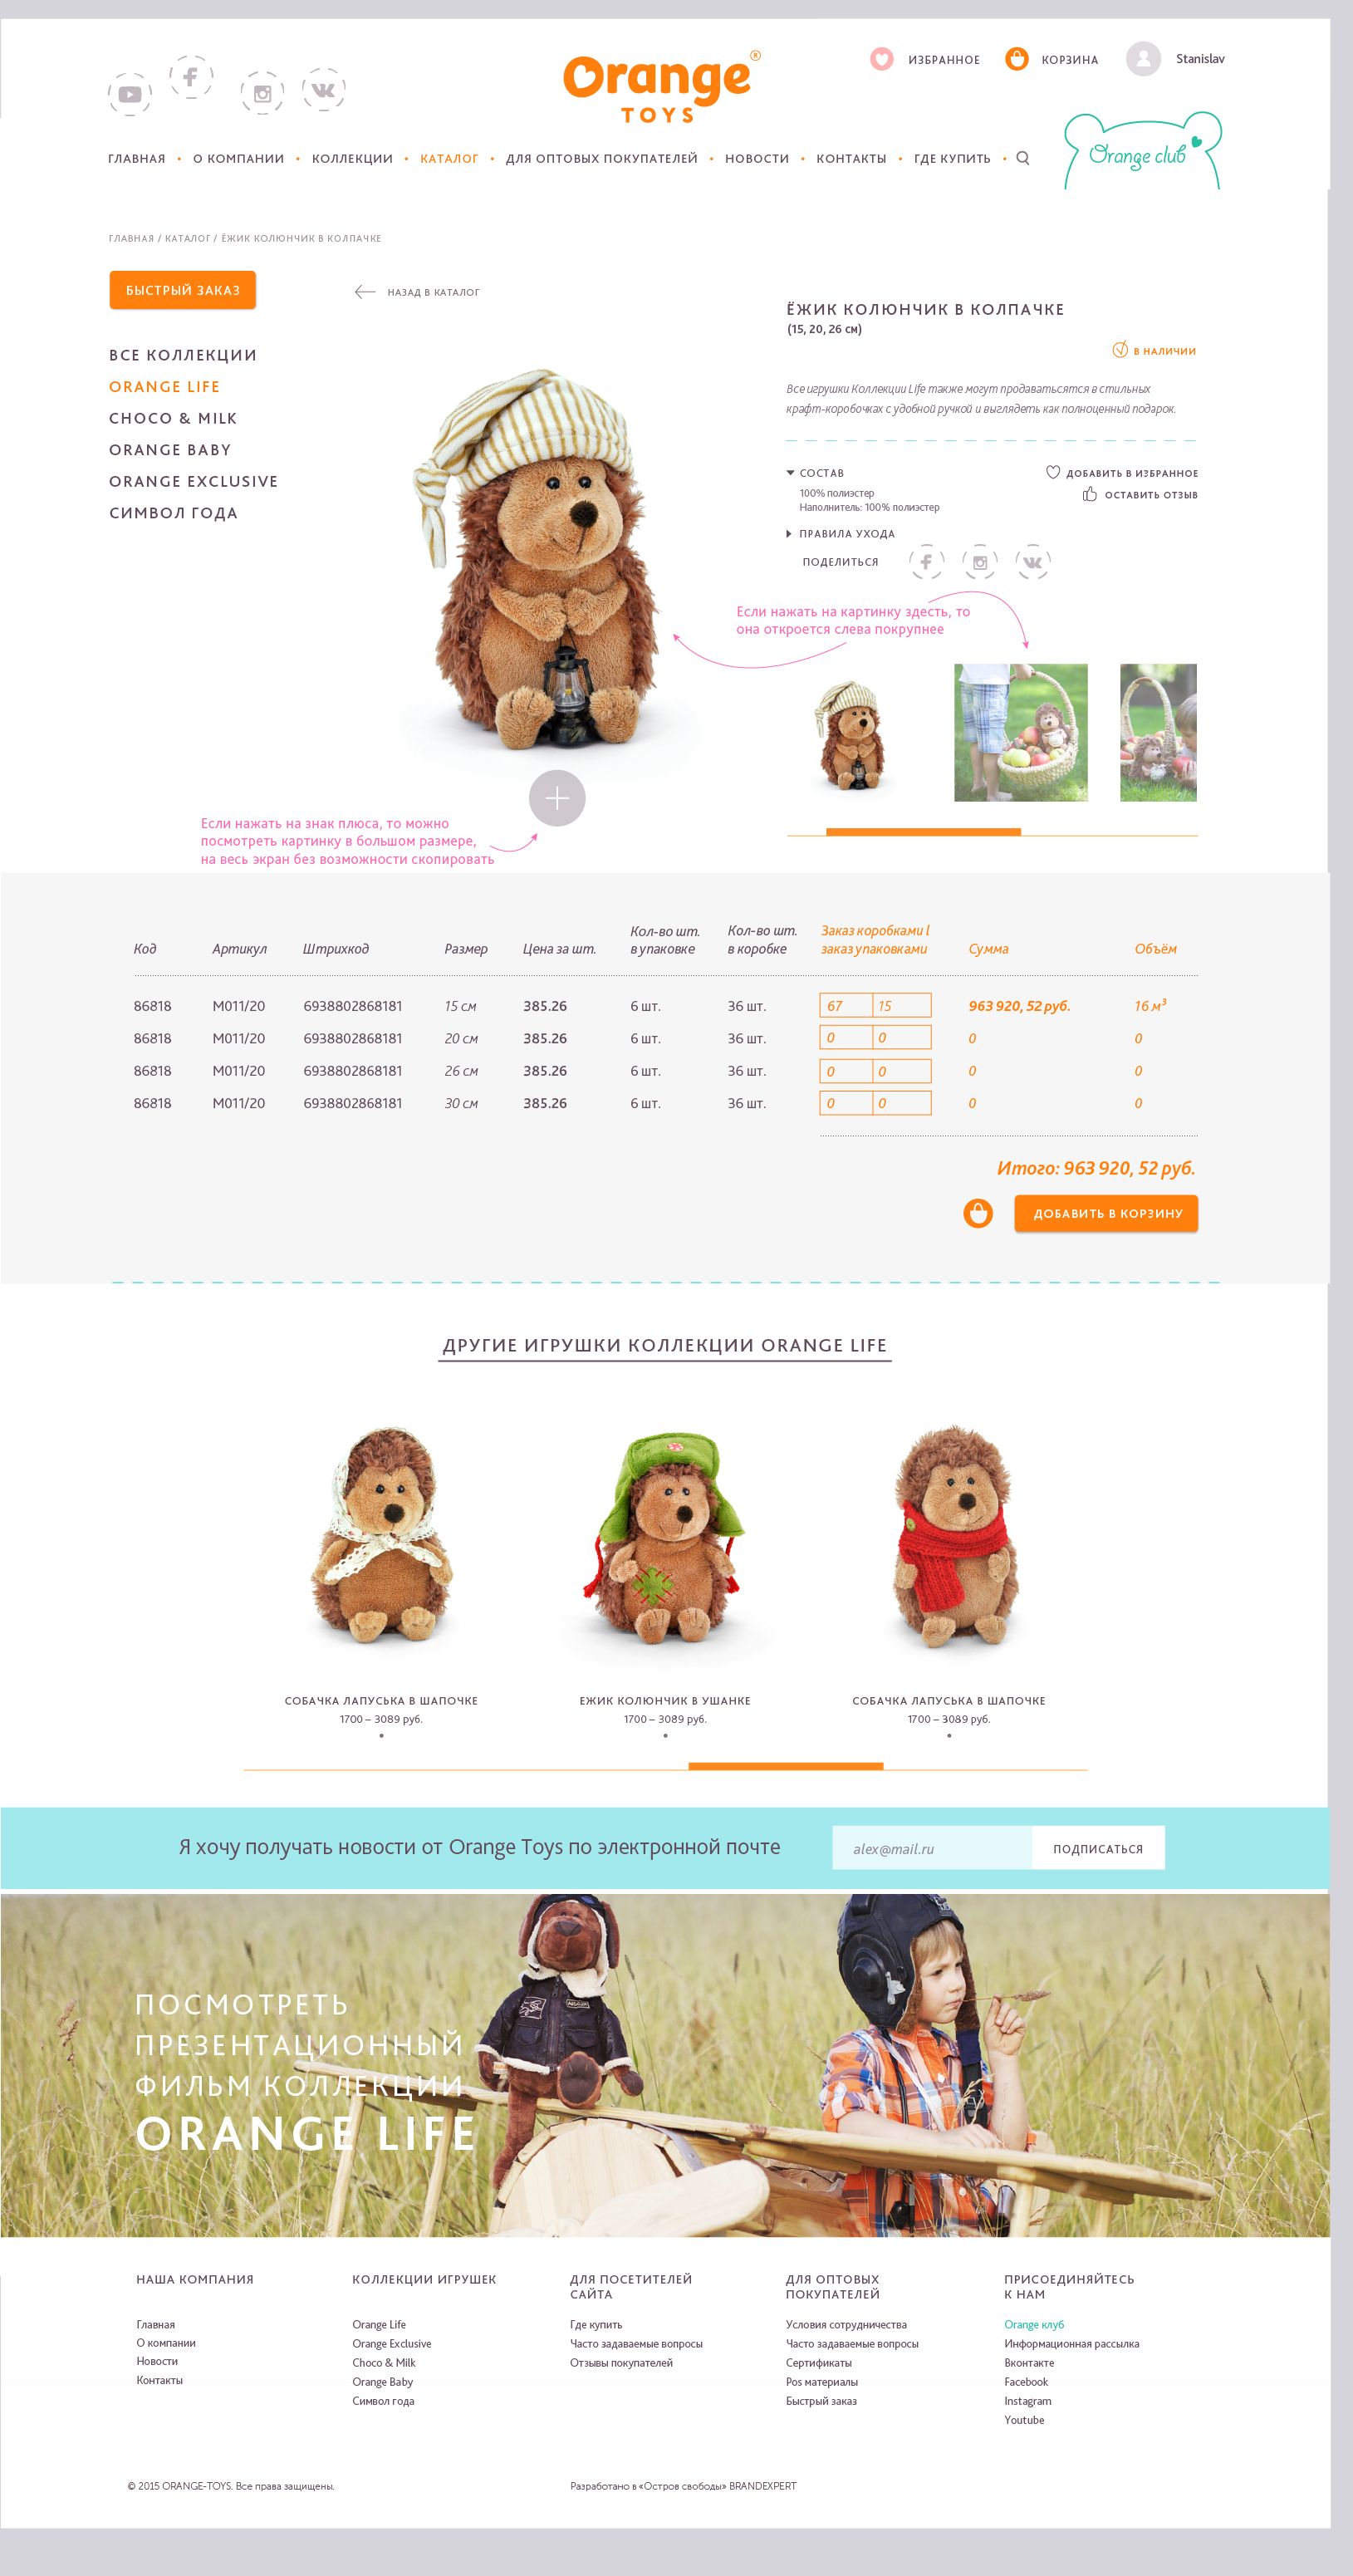 Orange®
TOYS
ИЗБРАННОЕ
КОРЗИНА
Stanislav
ГЛАВНАЯ • О КОМПАНИИ • КОЛЛЕКЦИИ • КАТАЛОГ • ДЛЯ ОПТОВЫХ ПОКУПАТЕЛЕЙ • НОВОСТИ • КОНТАКТЫ • ГДЕ КУПИТЬ •
Orange club
ГЛАВНАЯ / КАТАЛОГ / ЁЖИК КОЛЮНЧИК В КОЛПАЧКЕ
БЫСТРЫЙ ЗАКАЗ
НАЗАД В КАТАЛОГ
ВСЕ КОЛЛЕКЦИИ
ORANGE LIFE
CHOCO & MILK
ORANGE BABY
ORANGE EXCLUSIVE
СИМВОЛ ГОДА
ЁЖИК КОЛЮНЧИК В КОЛПАЧКЕ
(15, 20, 26 см)
В НАЛИЧИИ
Все игрушки Коллекции Life также могут продаватьсятся в стильных
крафт-коробочках с удобной ручкой и выглядеть как полноценный подарок.
СОСТАВ
100% полиэстер
Наполнитель: 100% полиэстер
ДОБАВИТЬ В ИЗБРАННОЕ
ОСТАВИТЬ ОТЗЫВ
ПРАВИЛА УХОДА
ПОДЕЛИТЬСЯ
Если нажать на картинку здесть, то
она откроется слева покрупнее
Если нажать на знак плюса, то можно
посмотреть картинку в большом размере,
на весь экран без возможности скопировать
Код Артикул Штрихкод Размер Цена за шт. Кол-во шт. в упаковке Кол-во шт. в коробке Заказ коробками l заказ упаковками Сумма Объём
86818 М011/20 6938802868181 15 см 385.26 6 шт. 36 шт. 67 15 963 920, 52 руб. 16 м³
86818 М011/20 6938802868181 20 см 385.26 6 шт. 36 шт. 0 0 0 0
86818 М011/20 6938802868181 26 см 385.26 6 шт. 36 шт. 0 0 0 0
86818 М011/20 6938802868181 30 см 385.26 6 шт. 36 шт. 0 0 0 0
Итого: 963 920, 52 руб.
ДОБАВИТЬ В КОРЗИНУ
ДРУГИЕ ИГРУШКИ КОЛЛЕКЦИИ ORANGE LIFE
СОБАЧКА ЛАПУСЬКА В ШАПОЧКЕ
1700 – 3089 руб.
ЕЖИК КОЛЮНЧИК В УШАНКЕ
1700 – 3089 руб.
СОБАЧКА ЛАПУСЬКА В ШАПОЧКЕ
1700 – 3089 руб.
Я хочу получать новости от Orange Toys по электронной почте
alex@mail.ru
ПОДПИСАТЬСЯ
ПОСМОТРЕТЬ
ПРЕЗЕНТАЦИОННЫЙ
ФИЛЬМ КОЛЛЕКЦИИ
ORANGE LIFE
НАША КОМПАНИЯ
Главная
О компании
Новости
Контакты
КОЛЛЕКЦИИ ИГРУШЕК
Orange Life
Orange Exclusive
Choco & Milk
Orange Baby
Символ года
ДЛЯ ПОСЕТИТЕЛЕЙ
САЙТА
Где купить
Часто задаваемые вопросы
Отзывы покупателей
ДЛЯ ОПТОВЫХ
ПОКУПАТЕЛЕЙ
Условия сотрудничества
Часто задаваемые вопросы
Сертификаты
Pos материалы
Быстрый заказ
ПРИСОЕДИНЯЙТЕСЬ
К НАМ
Orange клуб
Информационная рассылка
Вконтакте
Facebook
Instagram
Youtube
© 2015 ORANGE-TOYS. Все права защищены.
Разработано в «Остров свободы» BRANDEXPERT